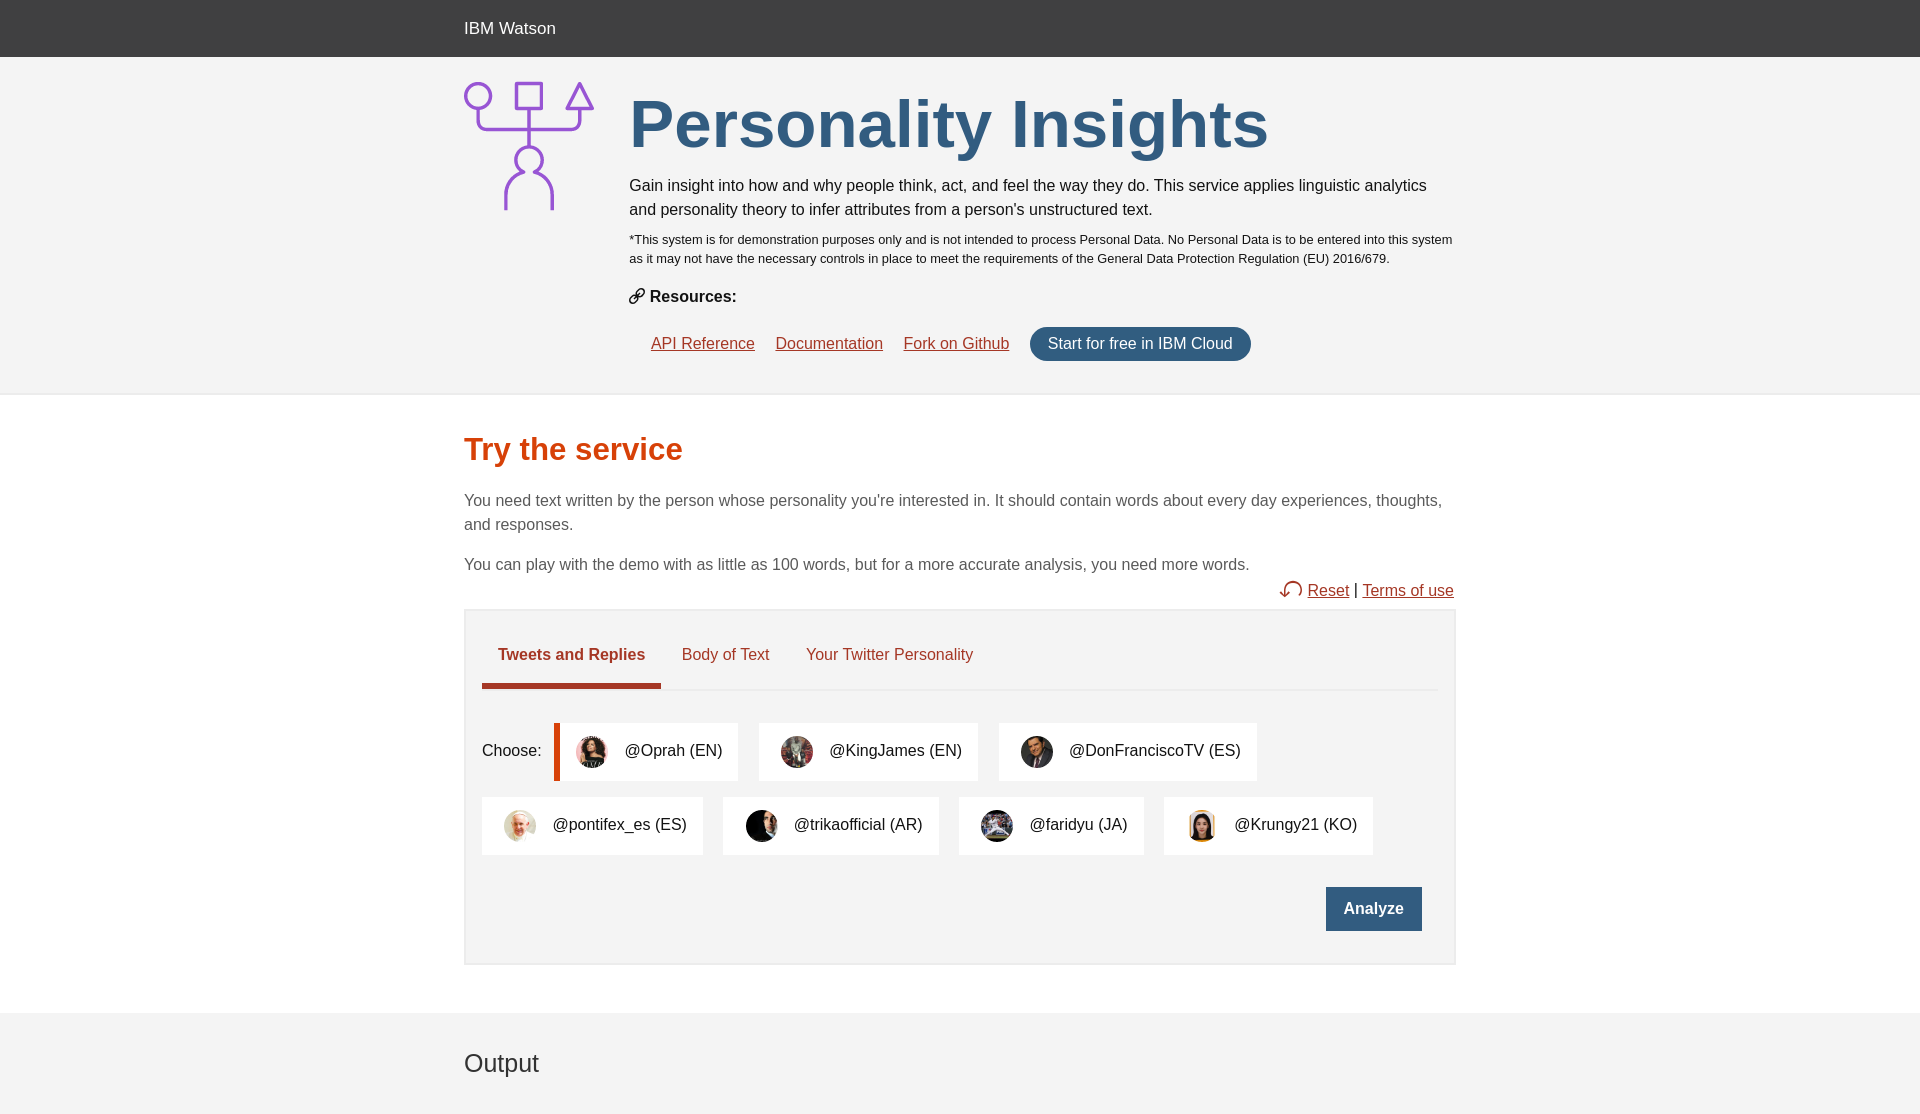 IBM Watson
Personality Insights
Gain insight into how and why people think, act, and feel the way they do. This service applies linguistic analytics
and personality theory to infer attributes from a person's unstructured text.
*This system is for demonstration purposes only and is not intended to process Personal Data. No Personal Data is to be entered into this system
as it may not have the necessary controls in place to meet the requirements of the General Data Protection Regulation (EU) 2016/679.
Resources:
API Reference Documentation Fork on Github Start for free in IBM Cloud
Try the service
You need text written by the person whose personality you're interested in. It should contain words about every day experiences, thoughts,
and responses.
You can play with the demo with as little as 100 words, but for a more accurate analysis, you need more words.
Reset | Terms of use
Tweets and Replies Body of Text Your Twitter Personality
Choose: @Oprah (EN) @KingJames (EN) @DonFranciscoTV (ES)
@pontifex_es (ES) @trikaofficial (AR) @faridyu (JA) @Krungy21 (KO)
Analyze
Output